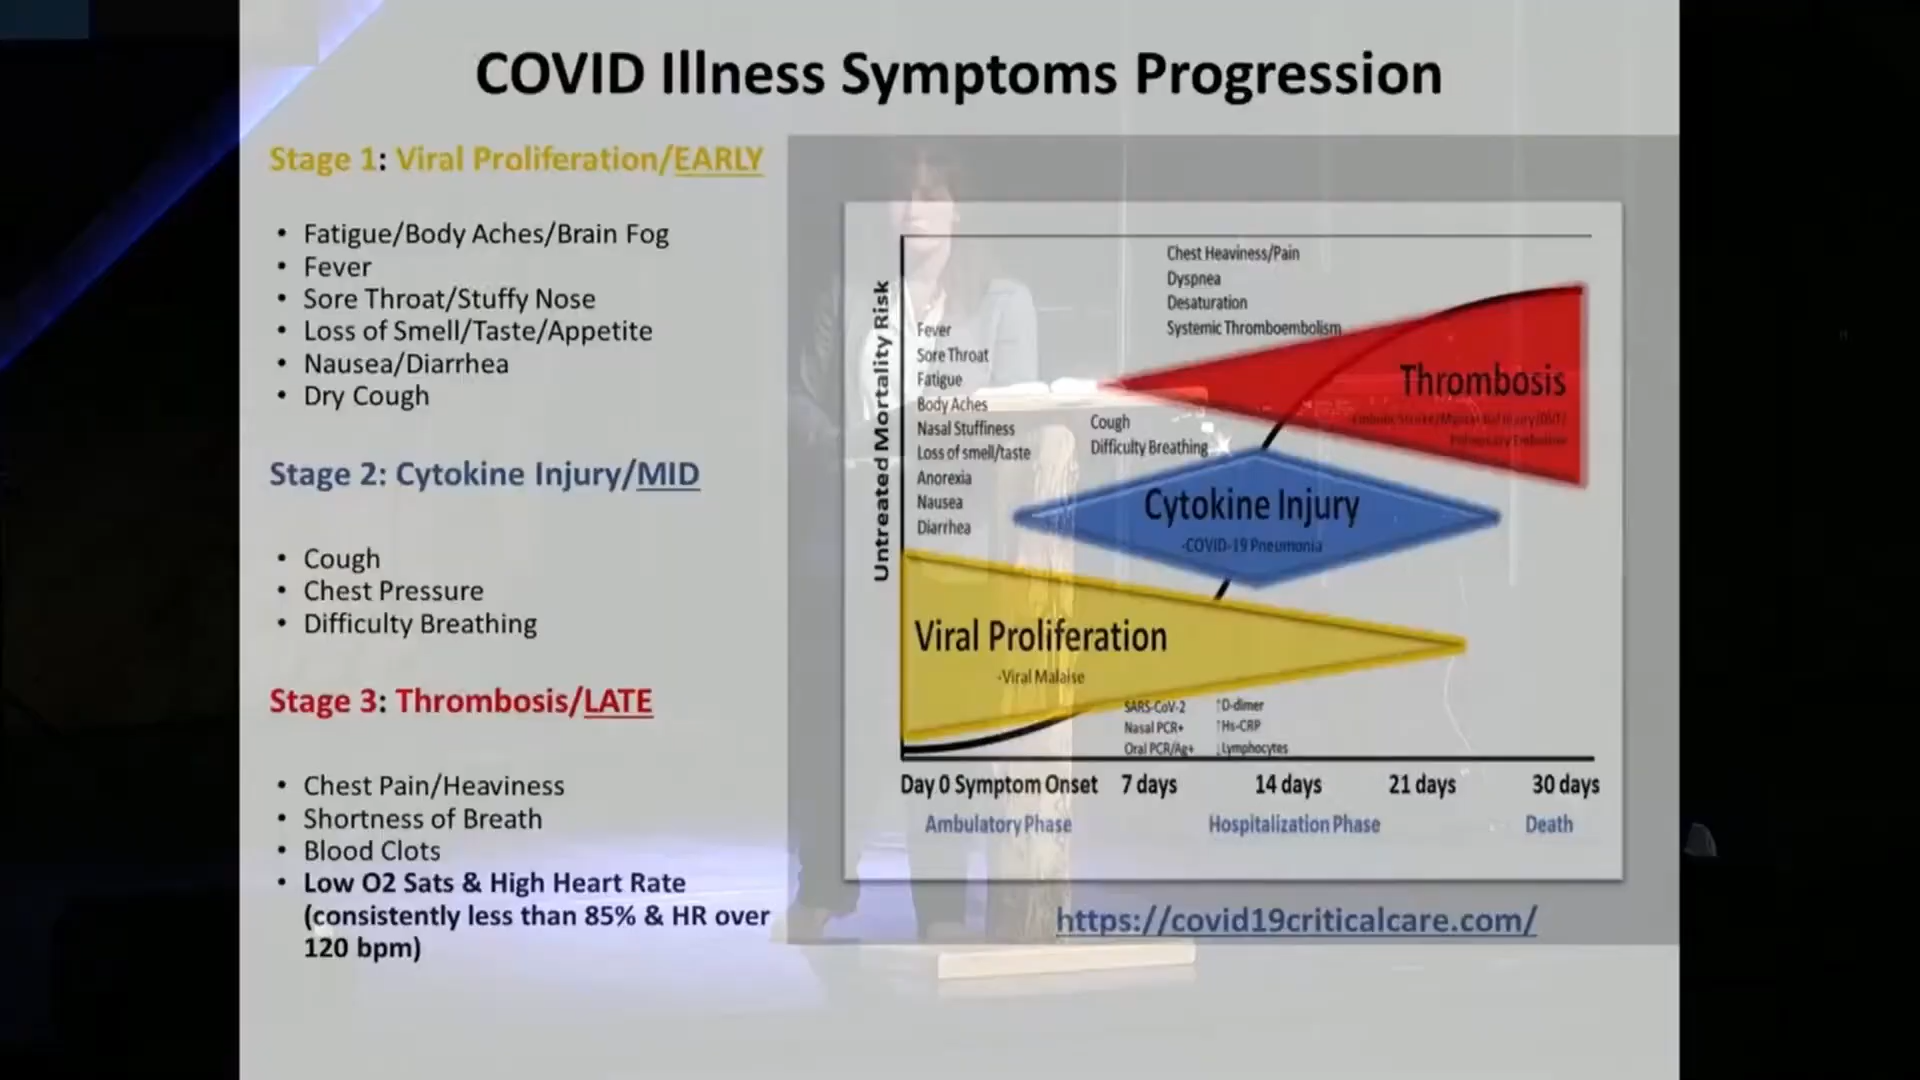 COVID Illness Symptoms Progression
Stage 1: Viral Proliferation/EARLY
• Fatigue/Body Aches/Brain Fog
• Fever
• Sore Throat/Stuffy Nose
• Loss of Smell/Taste/Appetite
• Nausea/Diarrhea
• Dry Cough
Stage 2: Cytokine Injury/MID
• Cough
• Chest Pressure
• Difficulty Breathing
Stage 3: Thrombosis/LATE
• Chest Pain/Heaviness
• Shortness of Breath
• Blood Clots
• Low O2 Sats & High Heart Rate
(consistently less than 85% & HR over
120 bpm)
Untreated Mortality Risk
Fever
Sore Throat
Fatigue
Body Aches
Nasal Stuffiness
Loss of smell/taste
Anorexia
Nausea
Diarrhea
Cough
Difficulty Breathing
Chest Heaviness/Pain
Dyspnea
Desaturation
Systemic Thromboembolism
Thrombosis
Pulmonary Embolism
Cytokine Injury
-COVID-19 Pneumonia
Viral Proliferation
-Viral Malaise
SARS-CoV-2
Nasal PCR+
Oral PCR/Ag+
↑D-dimer
↑Hs-CRP
↓Lymphocytes
Day 0 Symptom Onset 7 days 14 days 21 days 30 days
Ambulatory Phase Hospitalization Phase Death
https://covid19criticalcare.com/